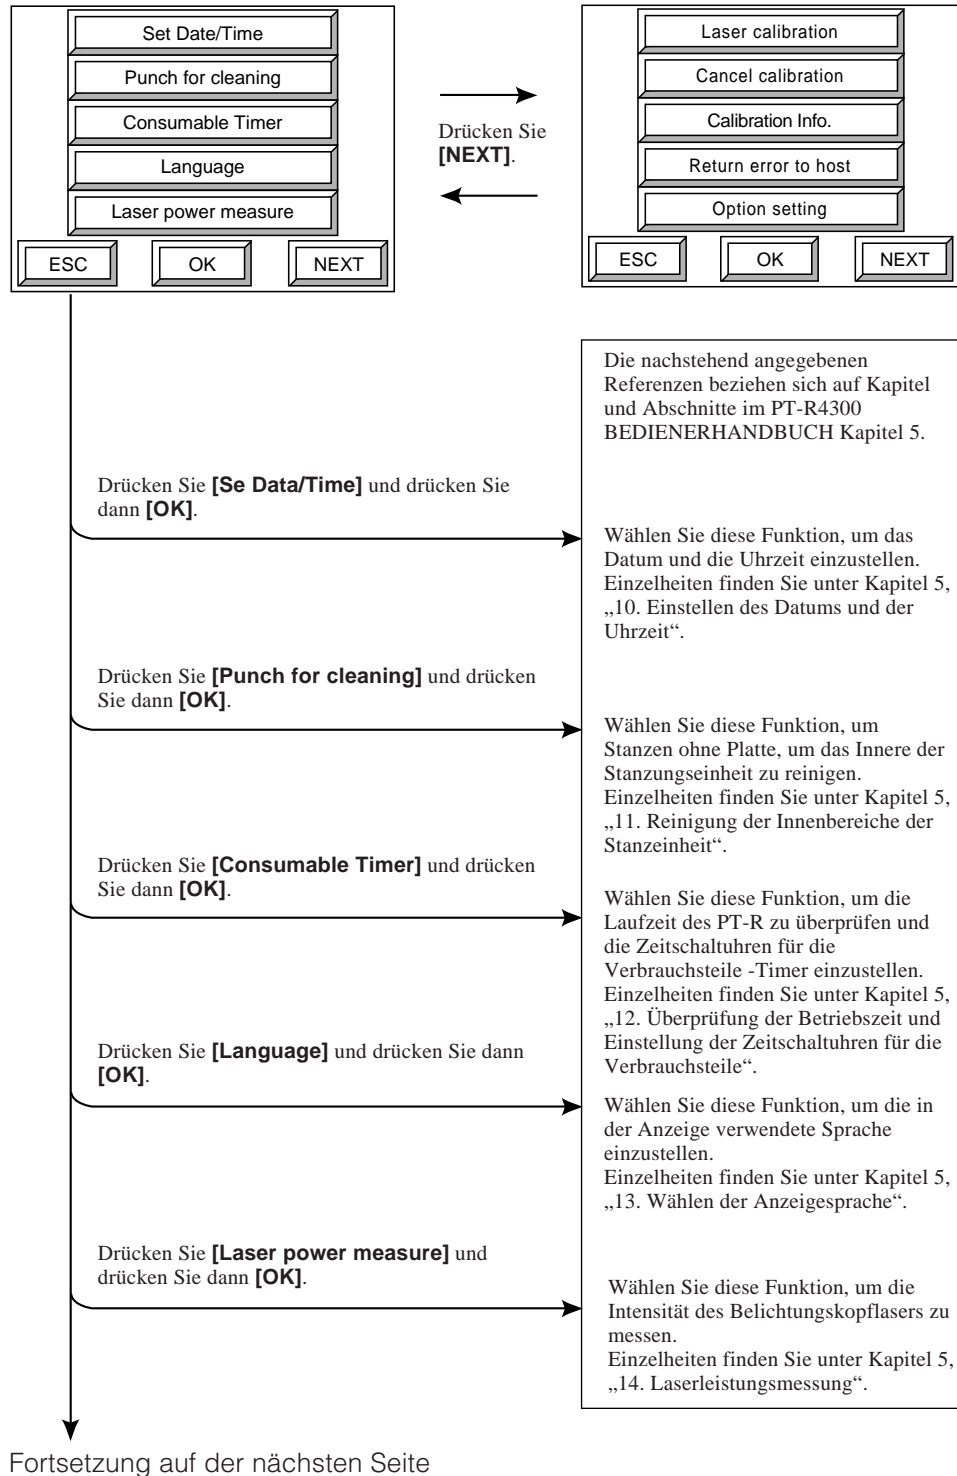 Set Date/Time
Punch for cleaning
Consumable Timer
Language
Laser power measure
ESC OK NEXT
Drücken Sie
[NEXT].
Laser calibration
Cancel calibration
Calibration Info.
Return error to host
Option setting
ESC OK NEXT
Die nachstehend angegebenen
Referenzen beziehen sich auf Kapitel
und Abschnitte im PT-R4300
BEDIENERHANDBUCH Kapitel 5.
Drücken Sie [Se Data/Time] und drücken Sie
dann [OK].
Wählen Sie diese Funktion, um das
Datum und die Uhrzeit einzustellen.
Einzelheiten finden Sie unter Kapitel 5,
„10. Einstellen des Datums und der
Uhrzeit“.
Drücken Sie [Punch for cleaning] und drücken
Sie dann [OK].
Wählen Sie diese Funktion, um
Stanzen ohne Platte, um das Innere der
Stanzungseinheit zu reinigen.
Einzelheiten finden Sie unter Kapitel 5,
„11. Reinigung der Innenbereiche der
Stanzeinheit“.
Drücken Sie [Consumable Timer] und drücken
Sie dann [OK].
Wählen Sie diese Funktion, um die
Laufzeit des PT-R zu überprüfen und
die Zeitschaltuhren für die
Verbrauchsteile -Timer einzustellen.
Einzelheiten finden Sie unter Kapitel 5,
„12. Überprüfung der Betriebszeit und
Einstellung der Zeitschaltuhren für die
Verbrauchsteile“.
Drücken Sie [Language] und drücken Sie dann
[OK].
Wählen Sie diese Funktion, um die in
der Anzeige verwendete Sprache
einzustellen.
Einzelheiten finden Sie unter Kapitel 5,
„13. Wählen der Anzeigesprache“.
Drücken Sie [Laser power measure] und
drücken Sie dann [OK].
Wählen Sie diese Funktion, um die
Intensität des Belichtungskopflasers zu
messen.
Einzelheiten finden Sie unter Kapitel 5,
„14. Laserleistungsmessung“.
Fortsetzung auf der nächsten Seite